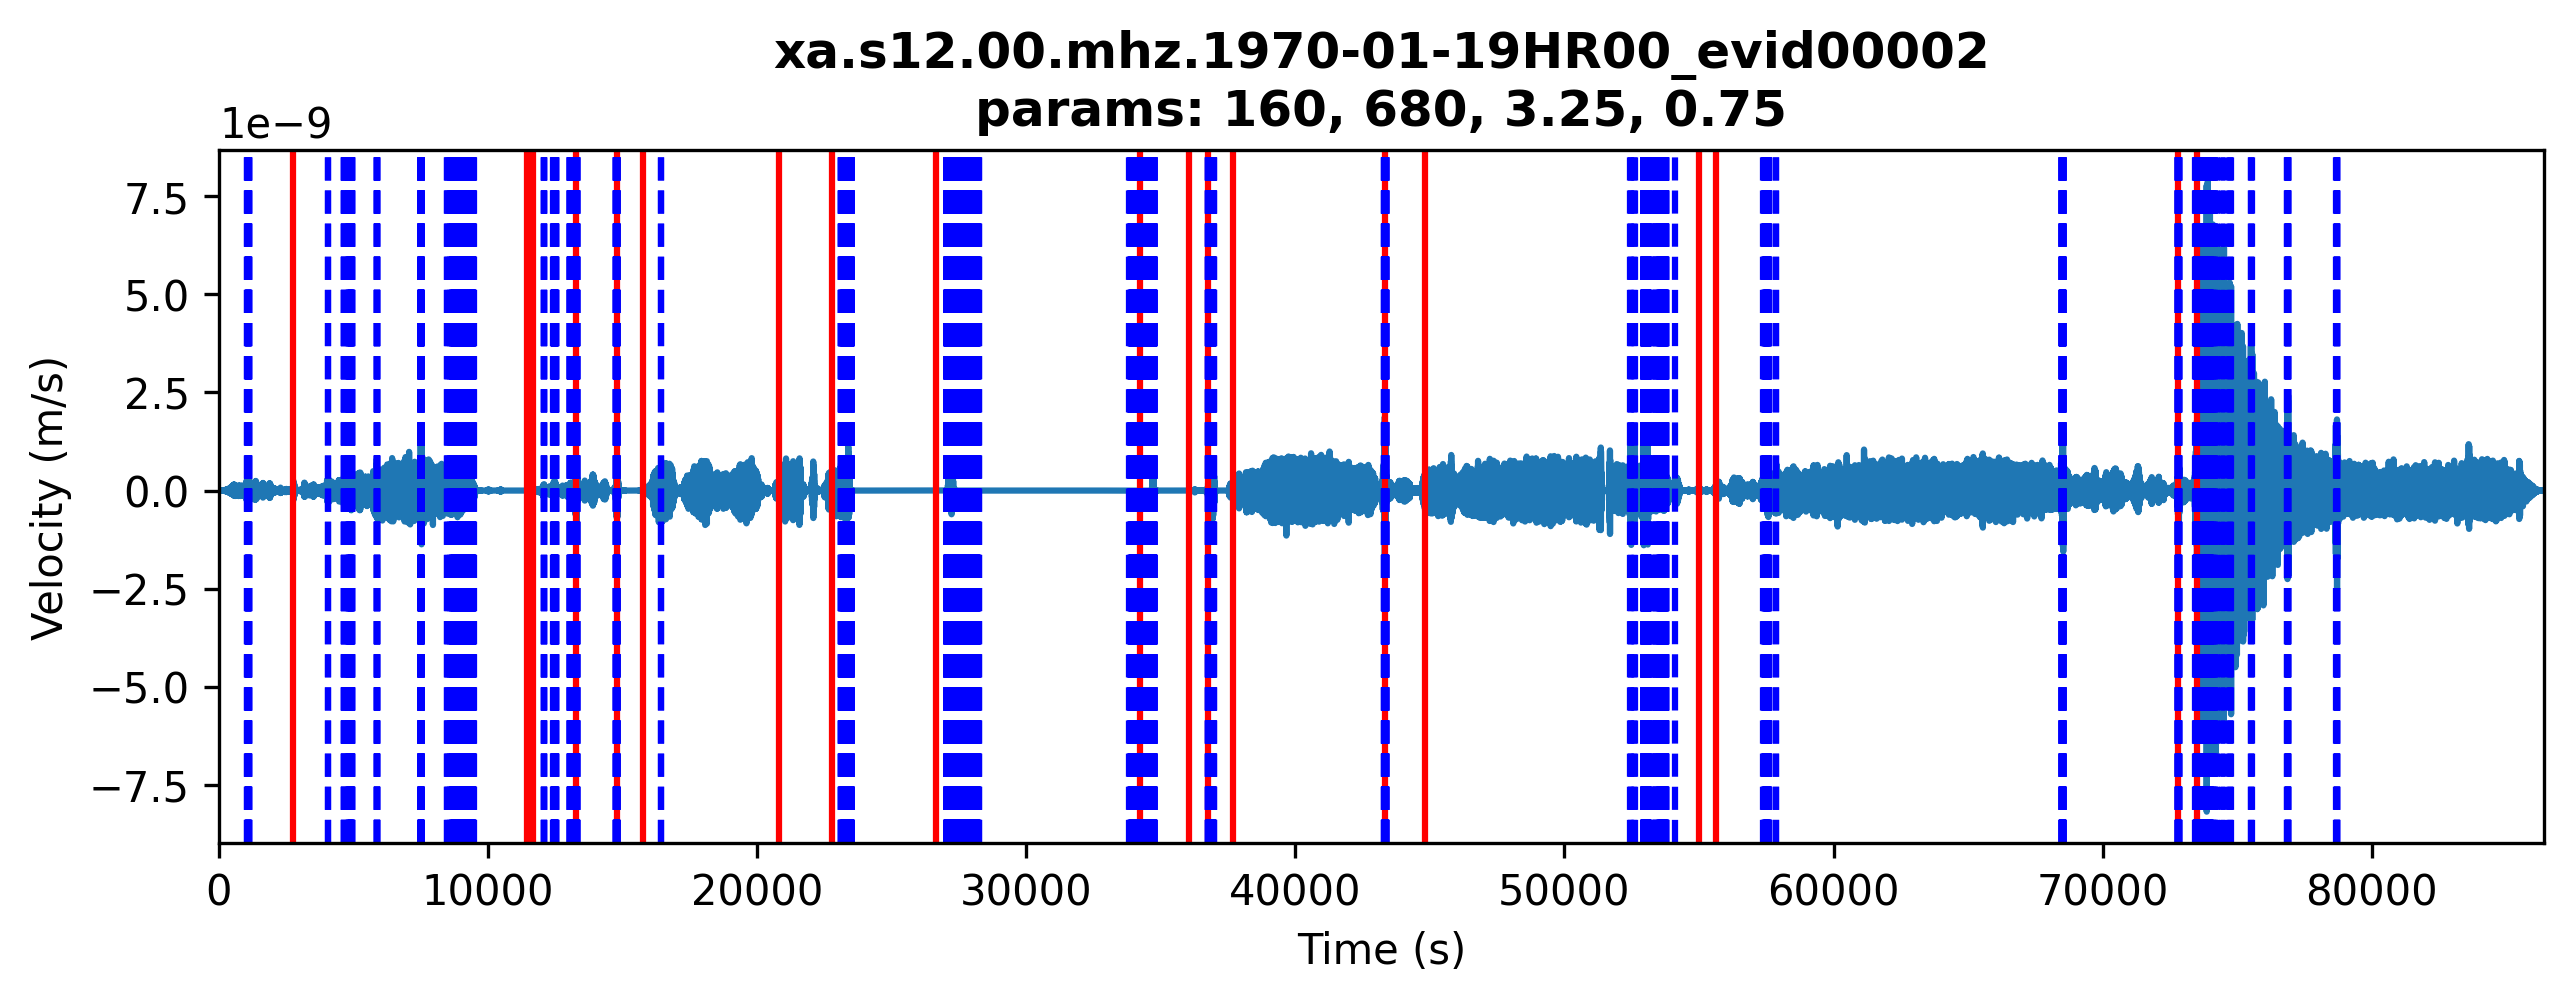 xa.s12.00.mhz.1970-01-19HR00_evid00002
params: 160, 680, 3.25, 0.75
1e−9
7.5
5.0
2.5
0.0
−2.5
−5.0
−7.5
Velocity (m/s)
0 10000 20000 30000 40000 50000 60000 70000 80000
Time (s)